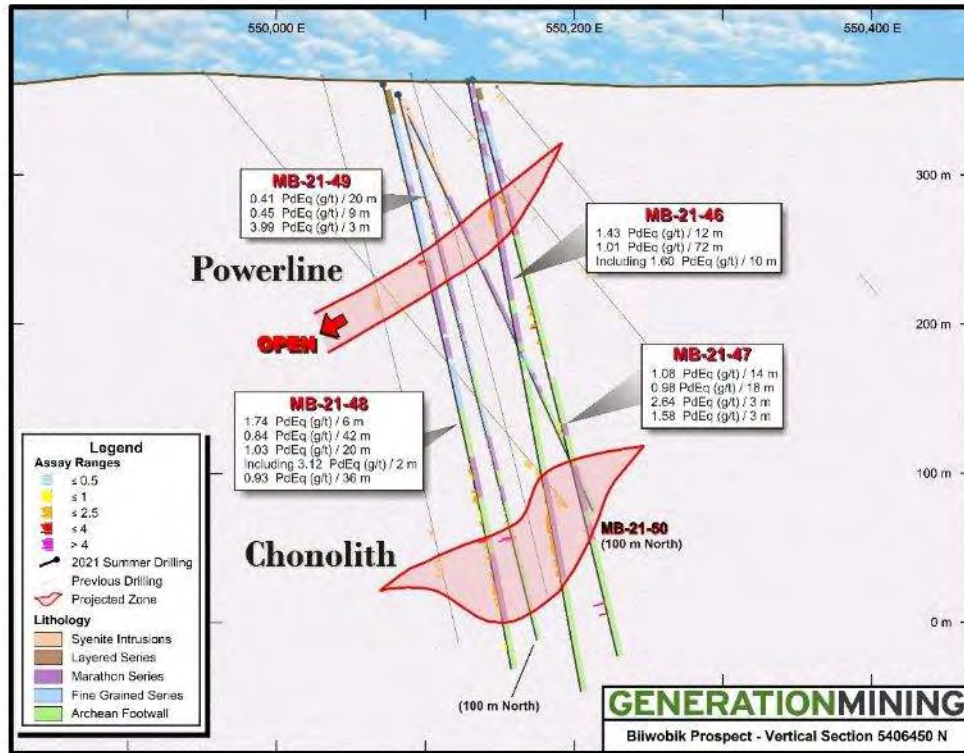 550,000 E
550,200 E
550,400 E
MB-21-49
0.41 PdEq (g/t) / 20 m
0.45 PdEq (g/t) / 9 m
3.99 PdEq (g/t) / 3 m
300 m
MB-21-46
1.43 PdEq (g/t) / 12 m
1.01 PdEq (g/t) / 72 m
Including 1.60 PdEq (g/t) / 10 m
Powerline
200 m
OPEN
MB-21-47
1.08 PdEq (g/t) / 14 m
0.98 PdEq (g/t) / 18 m
2.64 PdEq (g/t) / 3 m
1.58 PdEq (g/t) / 3 m
MB-21-48
1.74 PdEq (g/t) / 6 m
0.84 PdEq (g/t) / 42 m
1.03 PdEq (g/t) / 20 m
Including 3.12 PdEq (g/t) / 2 m
0.93 PdEq (g/t) / 36 m
100 m
MB-21-50
(100 m North)
Chonolith
0 m
(100 m North)
Legend
Assay Ranges
≤ 0.5
≤ 1
≤ 2.5
≤ 4
> 4
2021 Summer Drilling
Previous Drilling
Projected Zone
Lithology
Syenite Intrusions
Layered Series
Marathon Series
Fine Grained Series
Archean Footwall
GENERATIONMINING
Biiwobik Prospect - Vertical Section 5406450 N